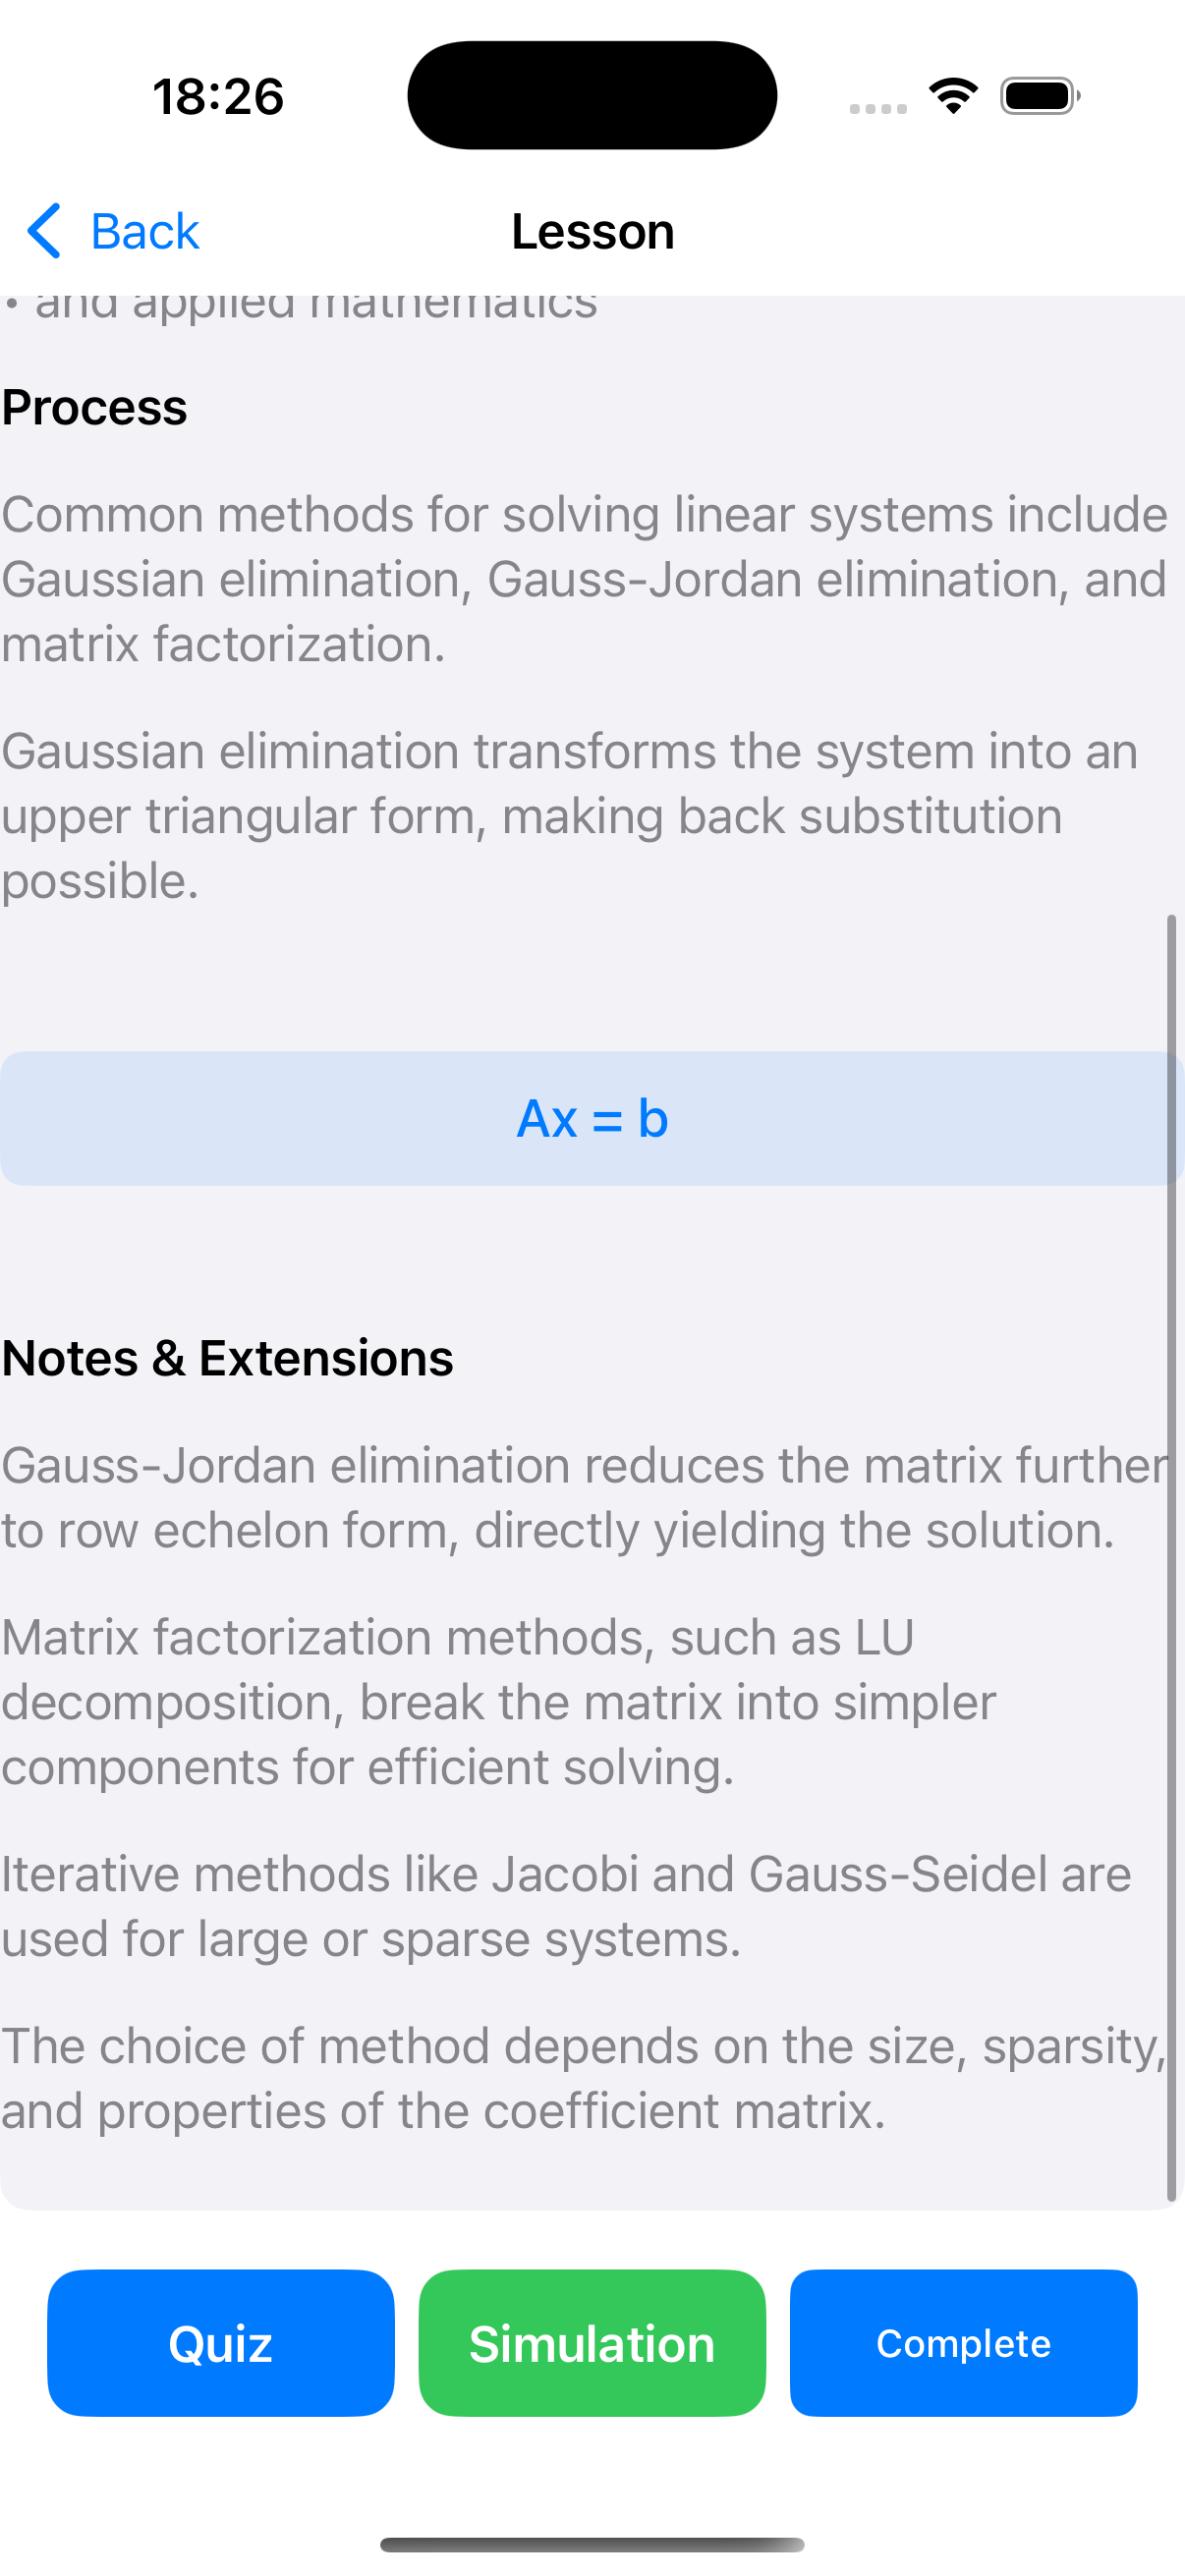 18:26
Back
Lesson
• and applied mathematics
Process
Common methods for solving linear systems include
Gaussian elimination, Gauss-Jordan elimination, and
matrix factorization.
Gaussian elimination transforms the system into an
upper triangular form, making back substitution
possible.
Ax = b
Notes & Extensions
Gauss-Jordan elimination reduces the matrix further
to row echelon form, directly yielding the solution.
Matrix factorization methods, such as LU
decomposition, break the matrix into simpler
components for efficient solving.
Iterative methods like Jacobi and Gauss-Seidel are
used for large or sparse systems.
The choice of method depends on the size, sparsity,
and properties of the coefficient matrix.
Quiz
Simulation
Complete